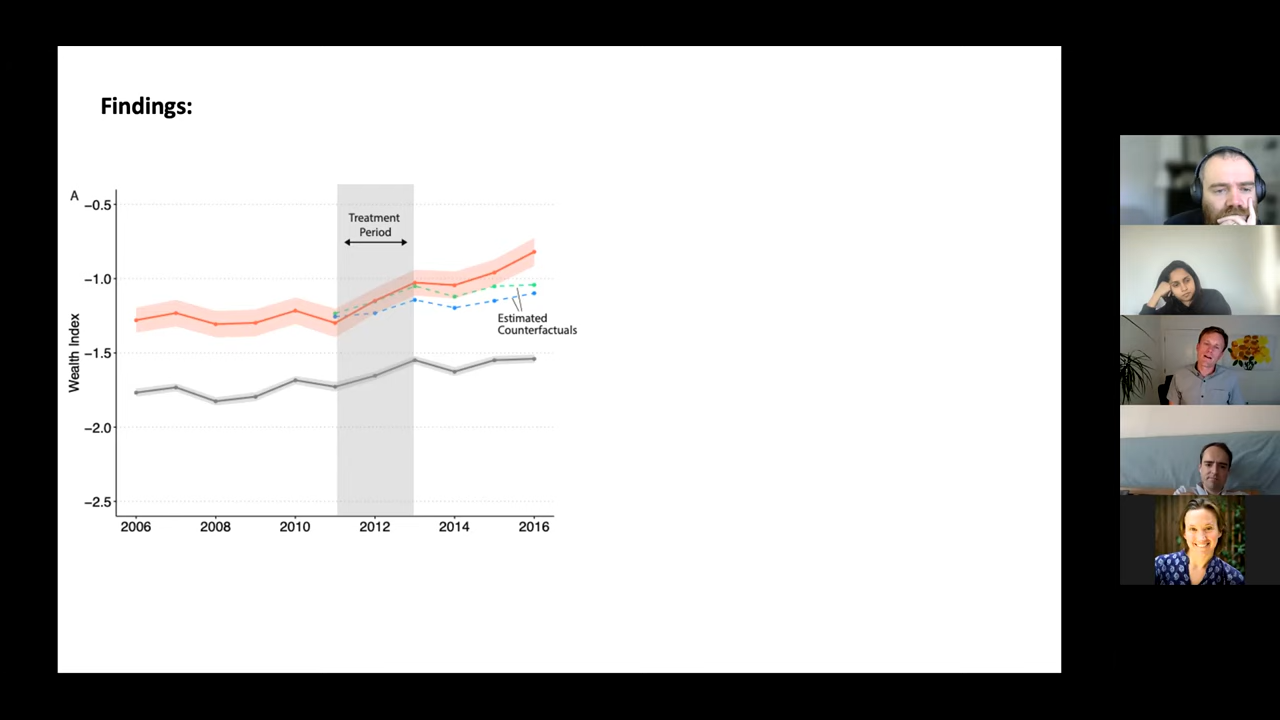 Findings:
A
−0.5
Treatment
Period
−1.0
Estimated
Counterfactuals
−1.5
Wealth Index
−2.0
−2.5
2006 2008 2010 2012 2014 2016